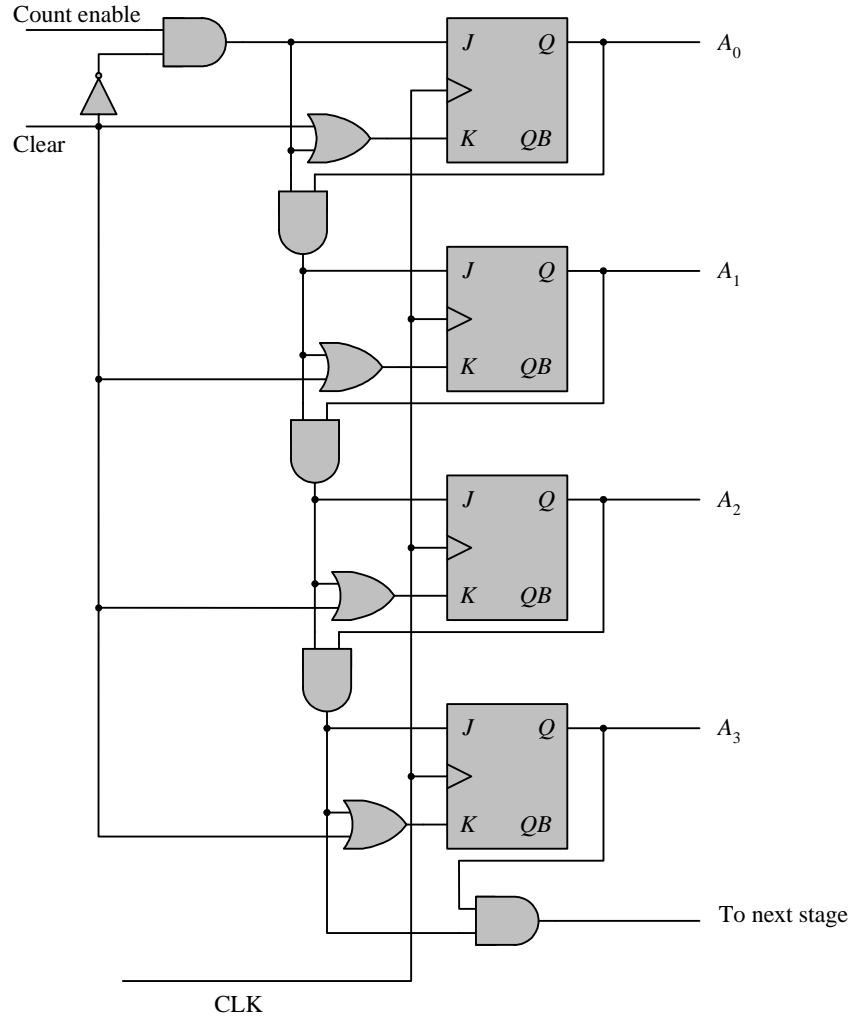 Count enable
J Q A₀
Clear
K QB
J Q A₁
K QB
J Q A₂
K QB
J Q A₃
K QB
To next stage
CLK